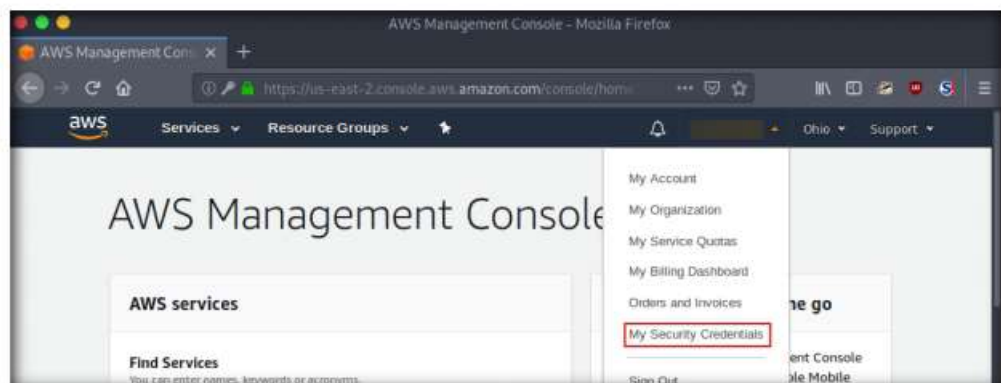 AWS Management Console - Mozilla Firefox
AWS Management Con
https://us-east-2.console.aws.amazon.com/console/home
aws Services Resource Groups Ohio Support
My Account
My Organization
AWS Management Console
My Service Quotas
My Billing Dashboard
AWS services
Orders and Invoices
ne go
My Security Credentials
Find Services
ent Console
You can enter names, keywords or acronyms.
Sign Out
ole Mobile